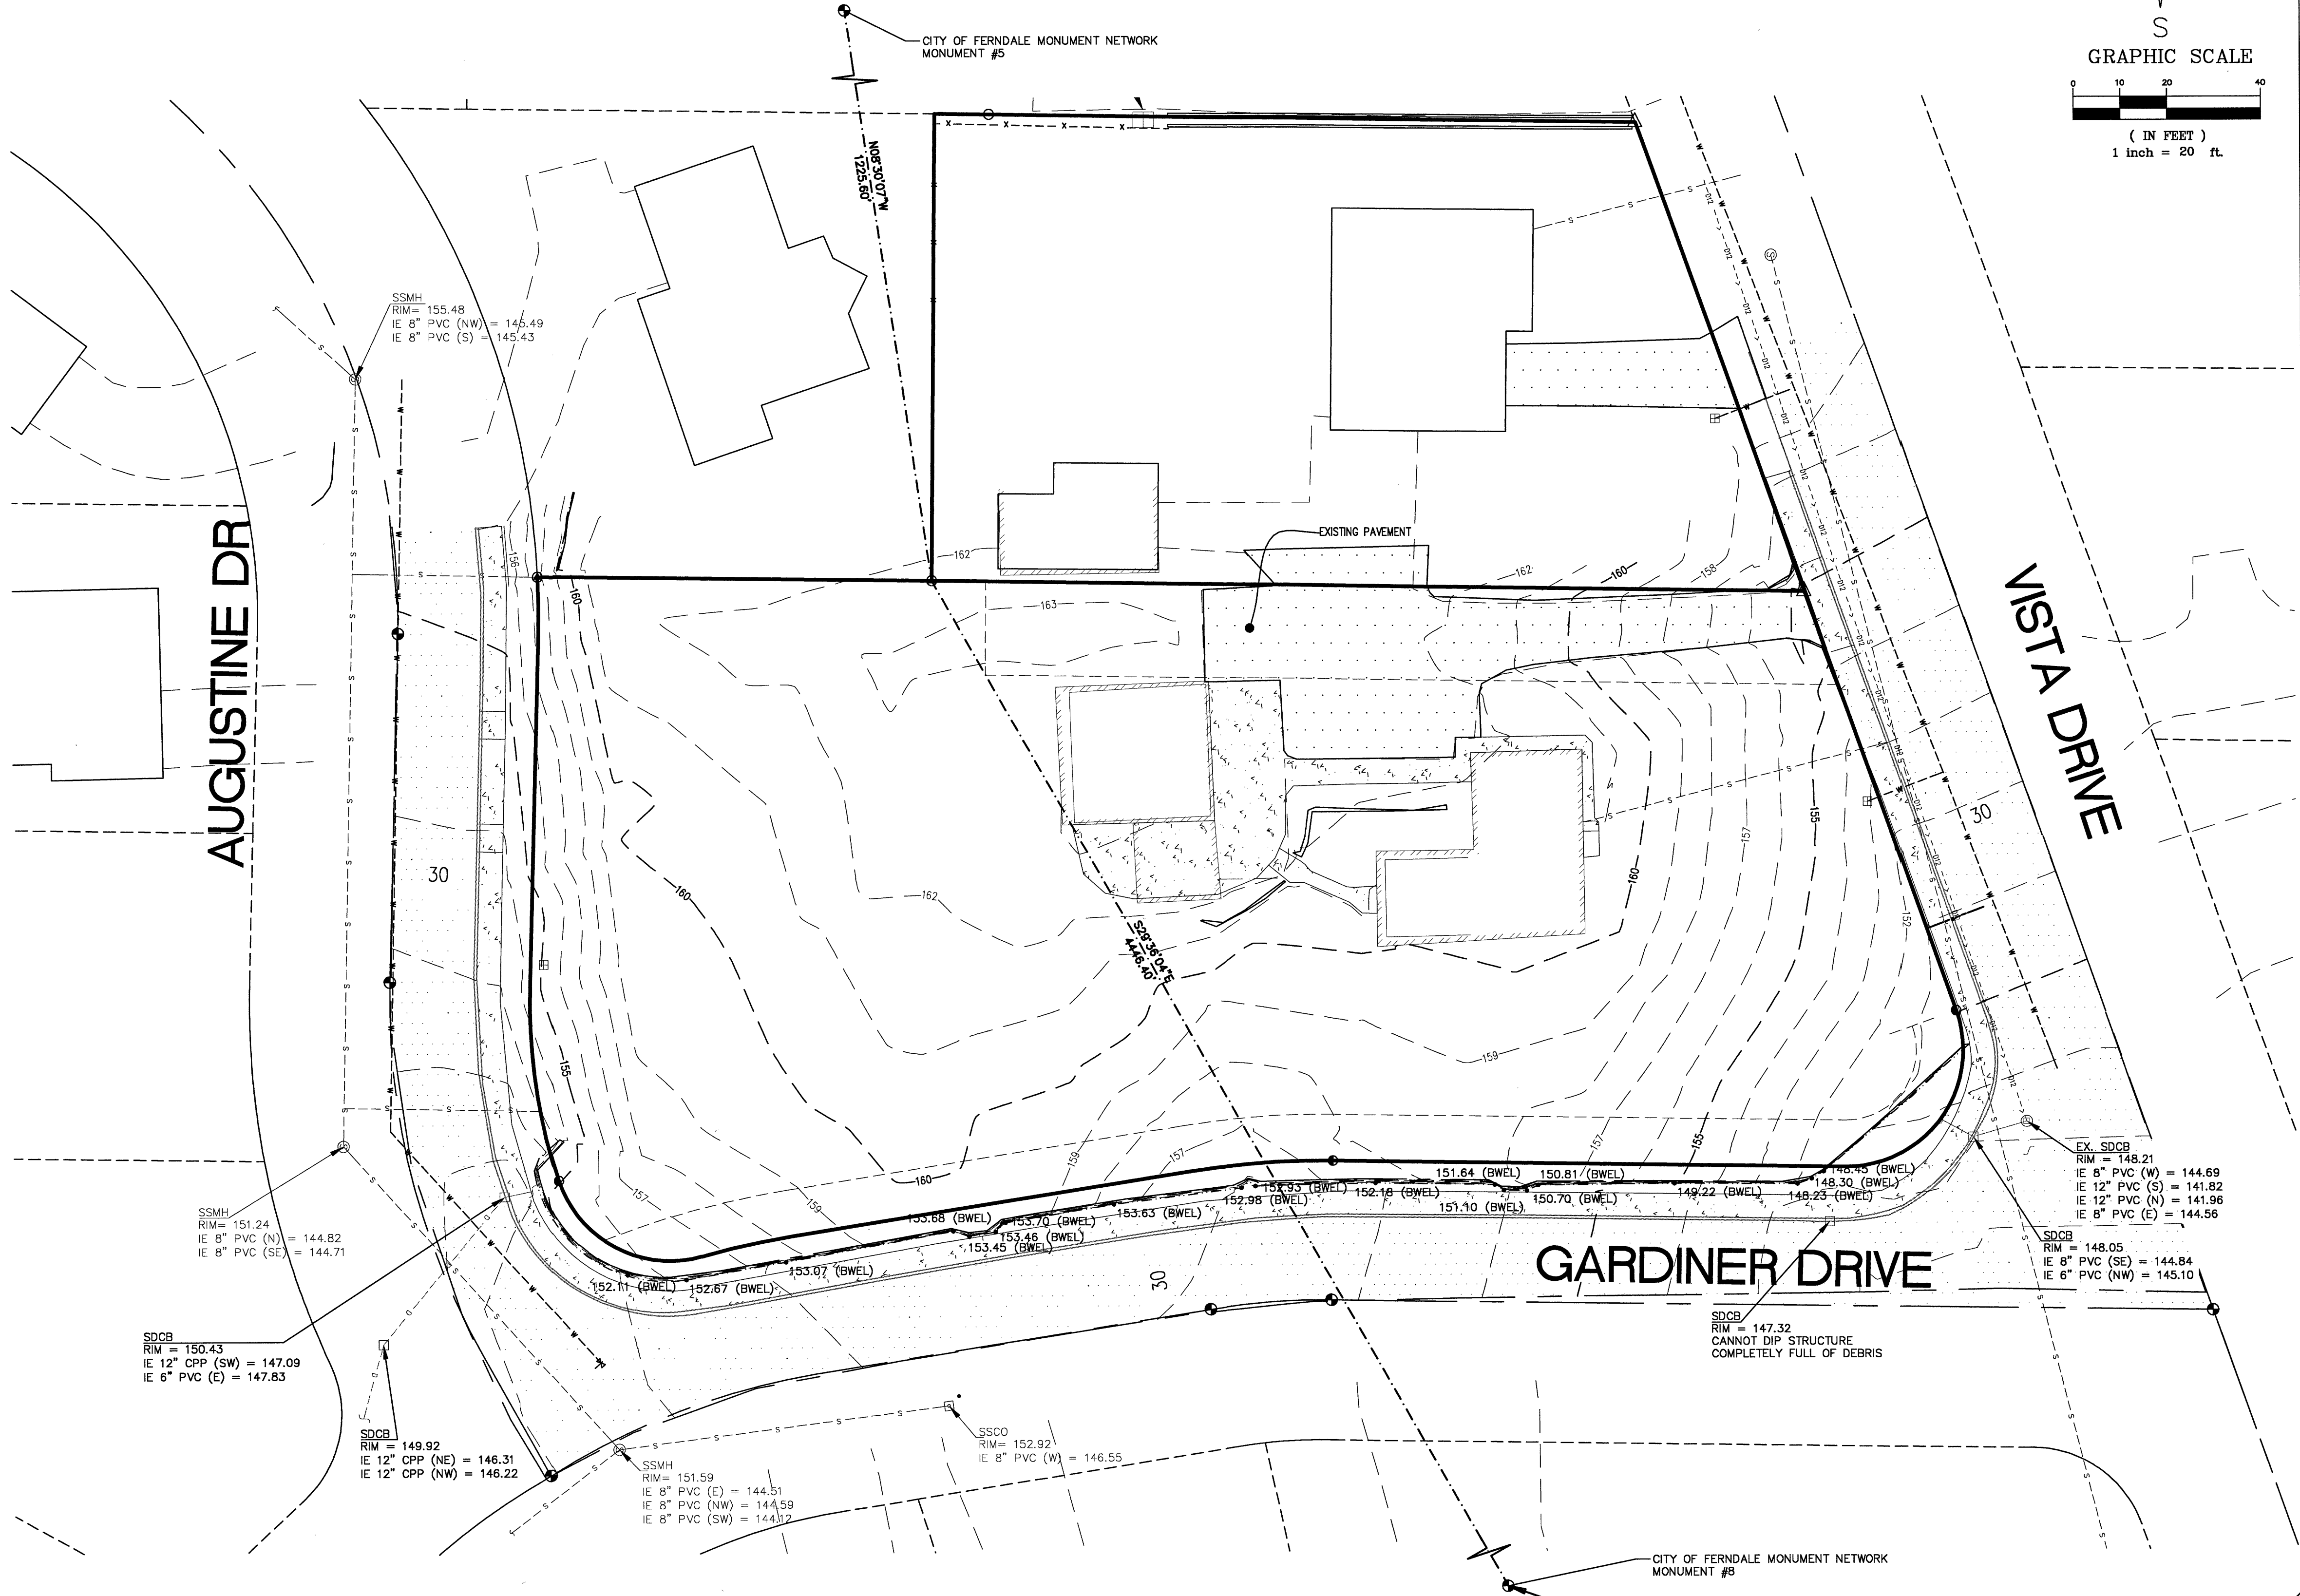 CITY OF FERNDALE MONUMENT NETWORK
MONUMENT #5
S
GRAPHIC SCALE
0 10 20 40
( IN FEET )
1 inch = 20 ft.
N08°30'07"W
1225.60'
SSMH
RIM= 155.48
IE 8" PVC (NW) = 145.49
IE 8" PVC (S) = 145.43
AUGUSTINE DR
VISTA DRIVE
EXISTING PAVEMENT
156
160
162
163
162
160
158
30
160
162
160
157
155
152
30
S29°36'04"E
4446.40'
155
159
157
159
160
159
157
157
155
SSMH
RIM= 151.24
IE 8" PVC (N) = 144.82
IE 8" PVC (SE) = 144.71
152.11 (BWEL)
152.67 (BWEL)
153.07 (BWEL)
153.68 (BWEL)
153.45 (BWEL)
153.46 (BWEL)
153.70 (BWEL)
153.63 (BWEL)
152.98 (BWEL)
152.93 (BWEL)
152.18 (BWEL)
151.64 (BWEL)
151.10 (BWEL)
150.81 (BWEL)
150.70 (BWEL)
149.22 (BWEL)
148.45 (BWEL)
148.30 (BWEL)
148.23 (BWEL)
EX. SDCB
RIM = 148.21
IE 8" PVC (W) = 144.69
IE 12" PVC (S) = 141.82
IE 12" PVC (N) = 141.96
IE 8" PVC (E) = 144.56
SDCB
RIM = 148.05
IE 8" PVC (SE) = 144.84
IE 6" PVC (NW) = 145.10
GARDINER DRIVE
30
SDCB
RIM = 147.32
CANNOT DIP STRUCTURE
COMPLETELY FULL OF DEBRIS
SDCB
RIM = 150.43
IE 12" CPP (SW) = 147.09
IE 6" PVC (E) = 147.83
SDCB
RIM = 149.92
IE 12" CPP (NE) = 146.31
IE 12" CPP (NW) = 146.22
SSMH
RIM= 151.59
IE 8" PVC (E) = 144.51
IE 8" PVC (NW) = 144.59
IE 8" PVC (SW) = 144.12
SSCO
RIM= 152.92
IE 8" PVC (W) = 146.55
CITY OF FERNDALE MONUMENT NETWORK
MONUMENT #8